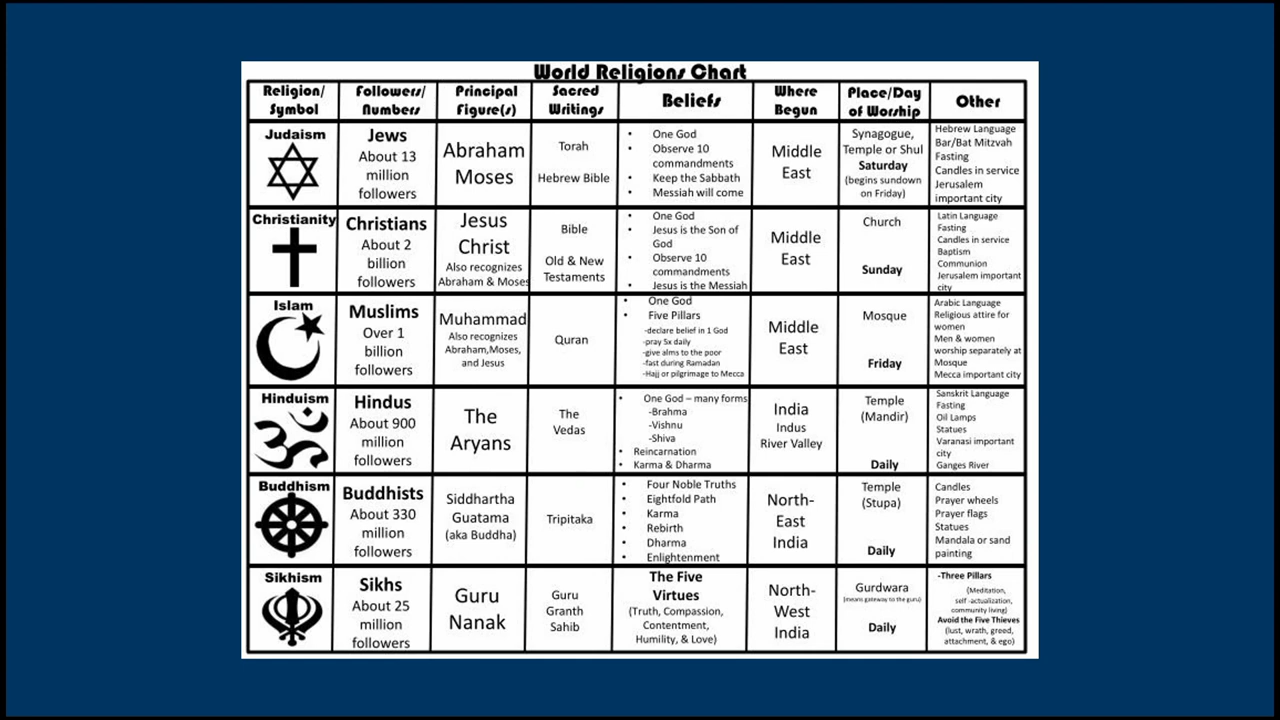 World Religions Chart
Religion/
Symbol
Followers/
Numbers
Principal
Figure(s)
Sacred
Writings
Beliefs
Where
Begun
Place/Day
of Worship
Other
Judaism
Jews
About 13
million
followers
Abraham
Moses
Torah
Hebrew Bible
• One God
• Observe 10
commandments
• Keep the Sabbath
• Messiah will come
Middle
East
Synagogue,
Temple or Shul
Saturday
(begins sundown
on Friday)
Hebrew Language
Bar/Bat Mitzvah
Fasting
Candles in service
Jerusalem
important city
Christianity
Christians
About 2
billion
followers
Jesus
Christ
Also recognizes
Abraham & Moses
Bible
Old & New
Testaments
• One God
• Jesus is the Son of
God
• Observe 10
commandments
• Jesus is the Messiah
Middle
East
Church
Sunday
Latin Language
Fasting
Candles in service
Baptism
Communion
Jerusalem important
city
Islam
Muslims
Over 1
billion
followers
Muhammad
Also recognizes
Abraham,Moses,
and Jesus
Quran
• One God
• Five Pillars
-declare belief in 1 God
-pray 5x daily
-give alms to the poor
-fast during Ramadan
-Hajj or pilgrimage to Mecca
Middle
East
Mosque
Friday
Arabic Language
Religious attire for
women
Men & women
worship separately at
Mosque
Mecca important city
Hinduism
Hindus
About 900
million
followers
The
Aryans
The
Vedas
• One God – many forms
-Brahma
-Vishnu
-Shiva
• Reincarnation
• Karma & Dharma
India
Indus
River Valley
Temple
(Mandir)
Daily
Sanskrit Language
Fasting
Oil Lamps
Statues
Varanasi important
city
Ganges River
Buddhism
Buddhists
About 330
million
followers
Siddhartha
Guatama
(aka Buddha)
Tripitaka
• Four Noble Truths
• Eightfold Path
• Karma
• Rebirth
• Dharma
• Enlightenment
North-
East
India
Temple
(Stupa)
Daily
Candles
Prayer wheels
Prayer flags
Statues
Mandala or sand
painting
Sikhism
Sikhs
About 25
million
followers
Guru
Nanak
Guru
Granth
Sahib
The Five
Virtues
(Truth, Compassion,
Contentment,
Humility, & Love)
North-
West
India
Gurdwara
(means gateway to the guru)
Daily
-Three Pillars
(Meditation,
self -actualization,
community living)
Avoid the Five Thieves
(lust, wrath, greed,
attachment, & ego)